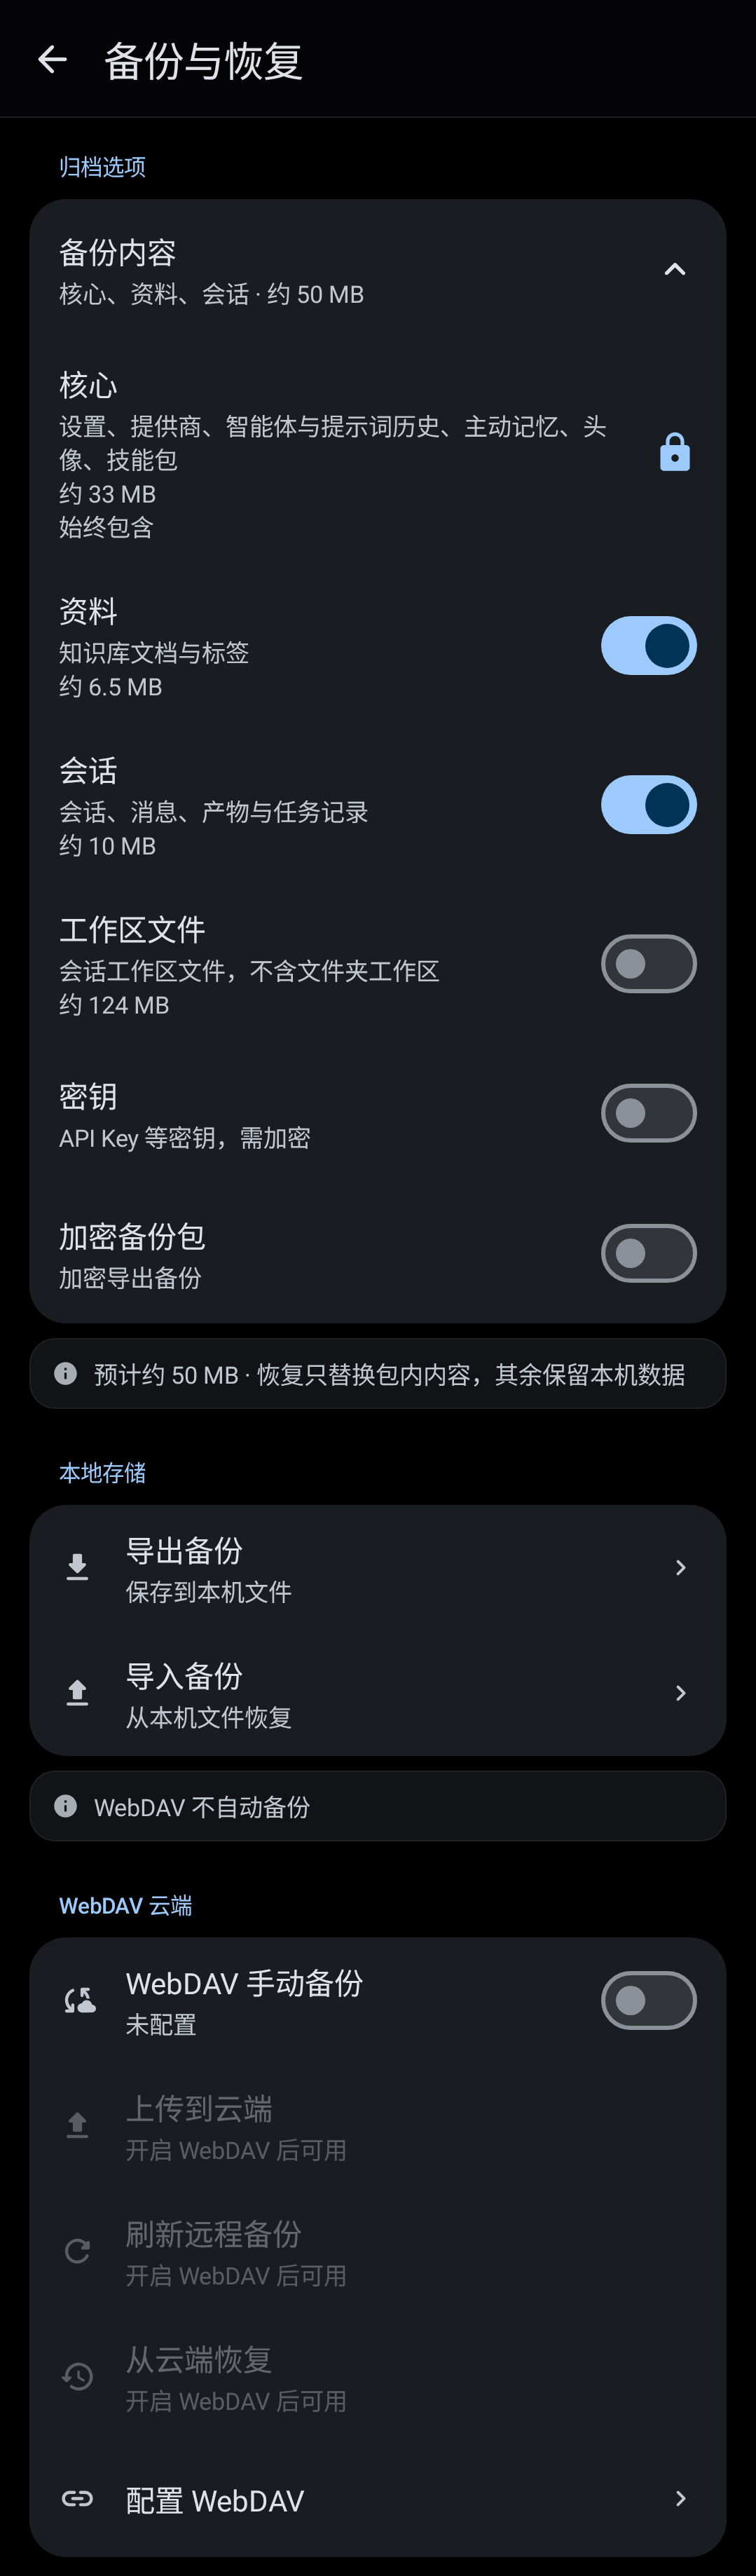 备份与恢复
归档选项
备份内容
核心、资料、会话 · 约 50 MB
核心
设置、提供商、智能体与提示词历史、主动记忆、头
像、技能包
约 33 MB
始终包含
资料
知识库文档与标签
约 6.5 MB
会话
会话、消息、产物与任务记录
约 10 MB
工作区文件
会话工作区文件，不含文件夹工作区
约 124 MB
密钥
API Key 等密钥，需加密
加密备份包
加密导出备份
预计约 50 MB · 恢复只替换包内内容，其余保留本机数据
本地存储
导出备份
保存到本机文件
导入备份
从本机文件恢复
WebDAV 不自动备份
WebDAV 云端
WebDAV 手动备份
未配置
上传到云端
开启 WebDAV 后可用
刷新远程备份
开启 WebDAV 后可用
从云端恢复
开启 WebDAV 后可用
配置 WebDAV